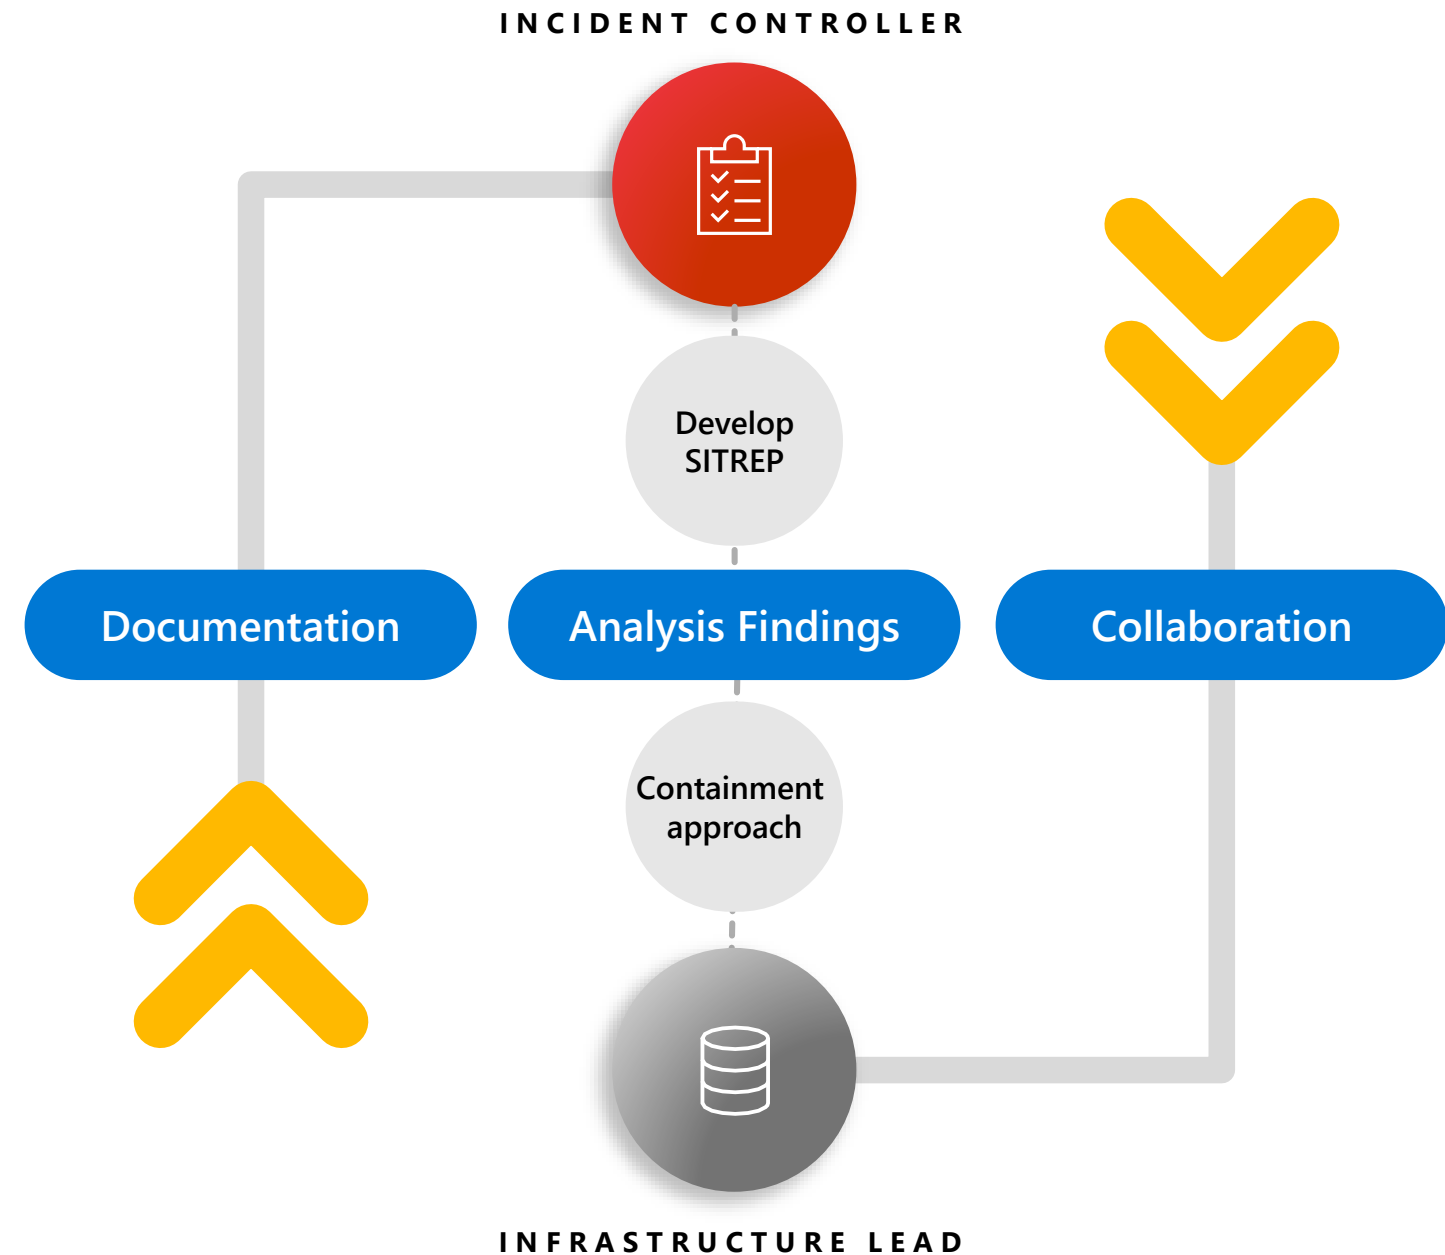 INCIDENT CONTROLLER
Develop
SITREP
Documentation
Analysis Findings
Collaboration
Containment
approach
INFRASTRUCTURE LEAD